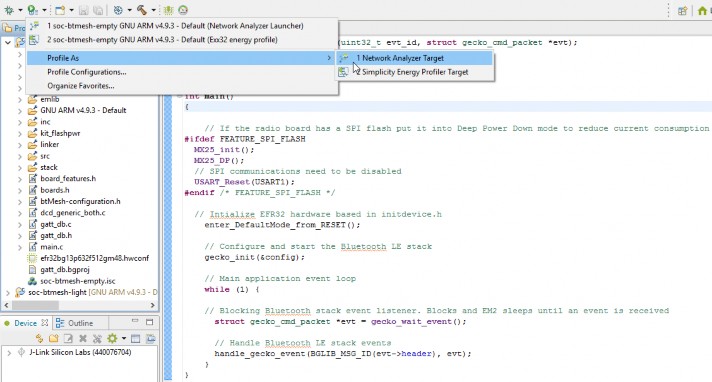 1 soc-btmesh-empty GNU ARM v4.9.3 - Default (Network Analyzer Launcher)
2 soc-btmesh-empty GNU ARM v4.9.3 - Default (Exx32 energy profile)
Profile As
Profile Configurations...
Organize Favorites...
1 Network Analyzer Target
2 Simplicity Energy Profiler Target
(uint32_t evt_id, struct gecko_cmd_packet *evt);
emlib
GNU ARM v4.9.3 - Default
inc
kit_flashpwr
linker
src
stack
board_features.h
boards.h
btMesh-configuration.h
dcd_generic_both.c
gatt_db.c
gatt_db.h
main.c
efr32bg13p632f512gm48.hwconf
gatt_db.bgproj
soc-btmesh-empty.isc
soc-btmesh-light [GNU ARM v4.9.3 - Default
int main()
{
// If the radio board has a SPI flash put it into Deep Power Down mode to reduce current consumption
#ifdef FEATURE_SPI_FLASH
MX25_init();
MX25_DP();
// SPI communications need to be disabled
USART_Reset(USART1);
#endif /* FEATURE_SPI_FLASH */
// Intialize EFR32 hardware based in initdevice.h
enter_DefaultMode_from_RESET();
// Configure and start the Bluetooth LE stack
gecko_init(&config);
// Main application event loop
while (1) {
// Blocking Bluetooth stack event listener. Blocks and EM2 sleeps until an event is received
struct gecko_cmd_packet *evt = gecko_wait_event();
// Handle Bluetooth LE stack events
handle_gecko_event(BGLIB_MSG_ID(evt->header), evt);
}
}
Device
Outline
J-Link Silicon Labs (440076704)